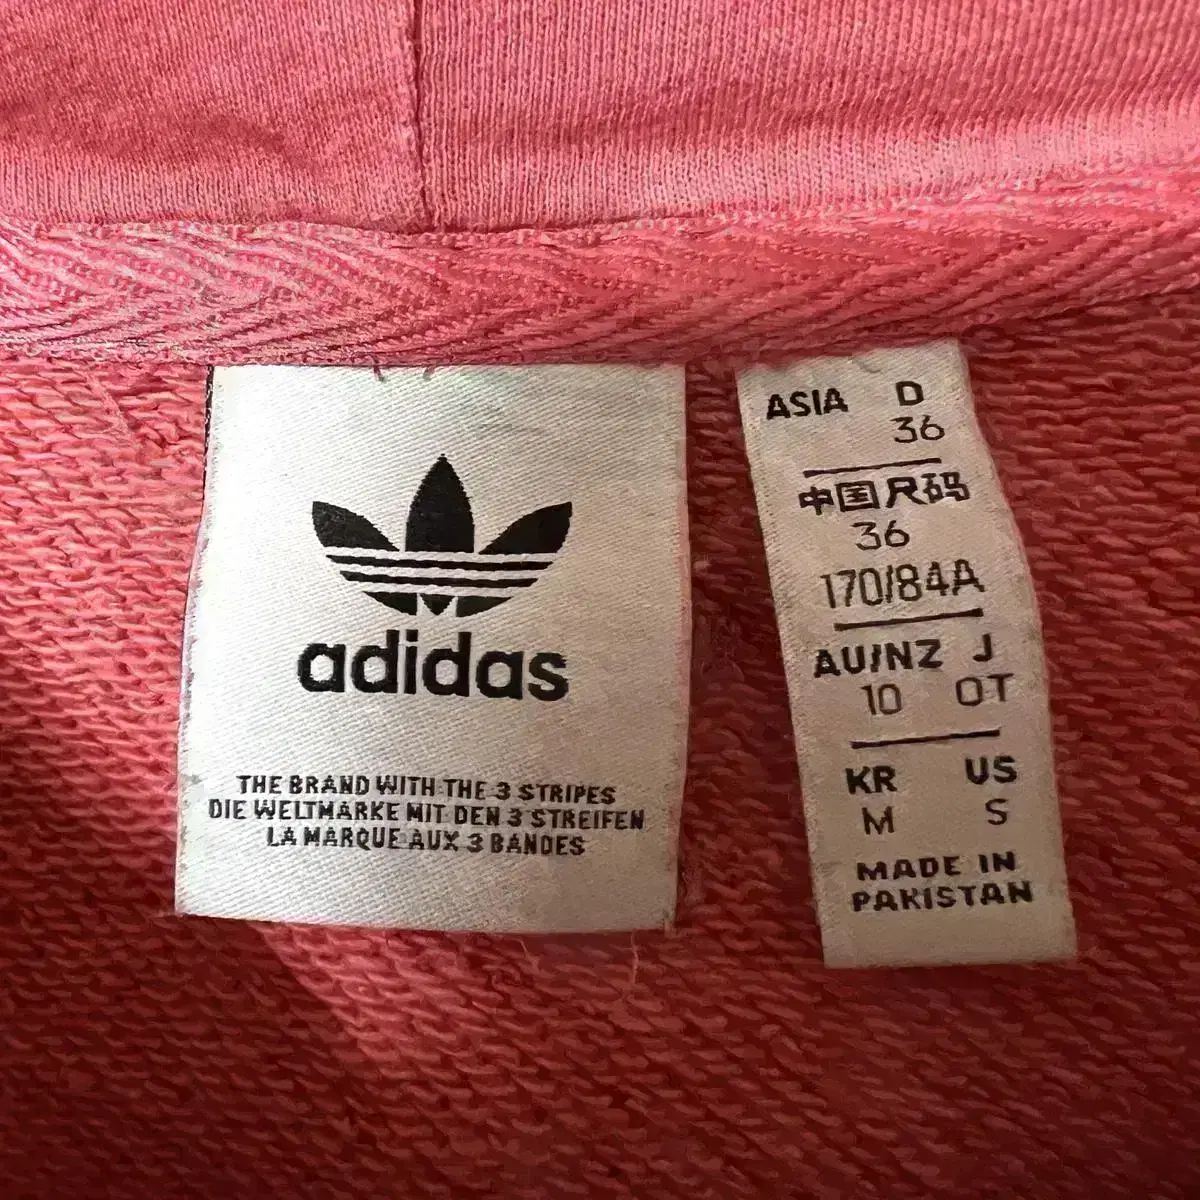 adidas
THE BRAND WITH THE 3 STRIPES
DIE WELTMARKE MIT DEN 3 STREIFEN
LA MARQUE AUX 3 BANDES
ASIA D
36
中国尺码
36
170/84A
AU/NZ J
10 OT
KR US
M S
MADE IN
PAKISTAN